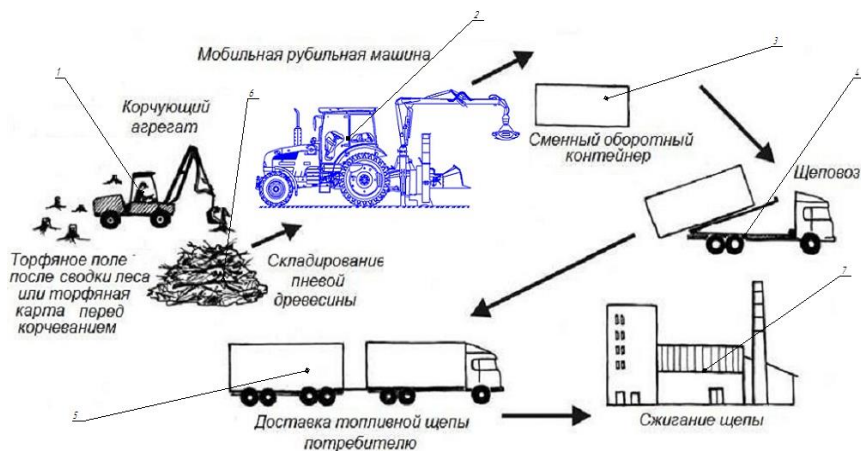 2
Мобильная рубильная машина
3
4
1
6
Корчующий
агрегат
Сменный оборотный
контейнер
Щеповоз
Торфяное поле
после сводки леса
или торфяная
карта перед
корчеванием
Складирование
пневой
древесины
7
5
Доставка топливной щепы
потребителю
Сжигание щепы